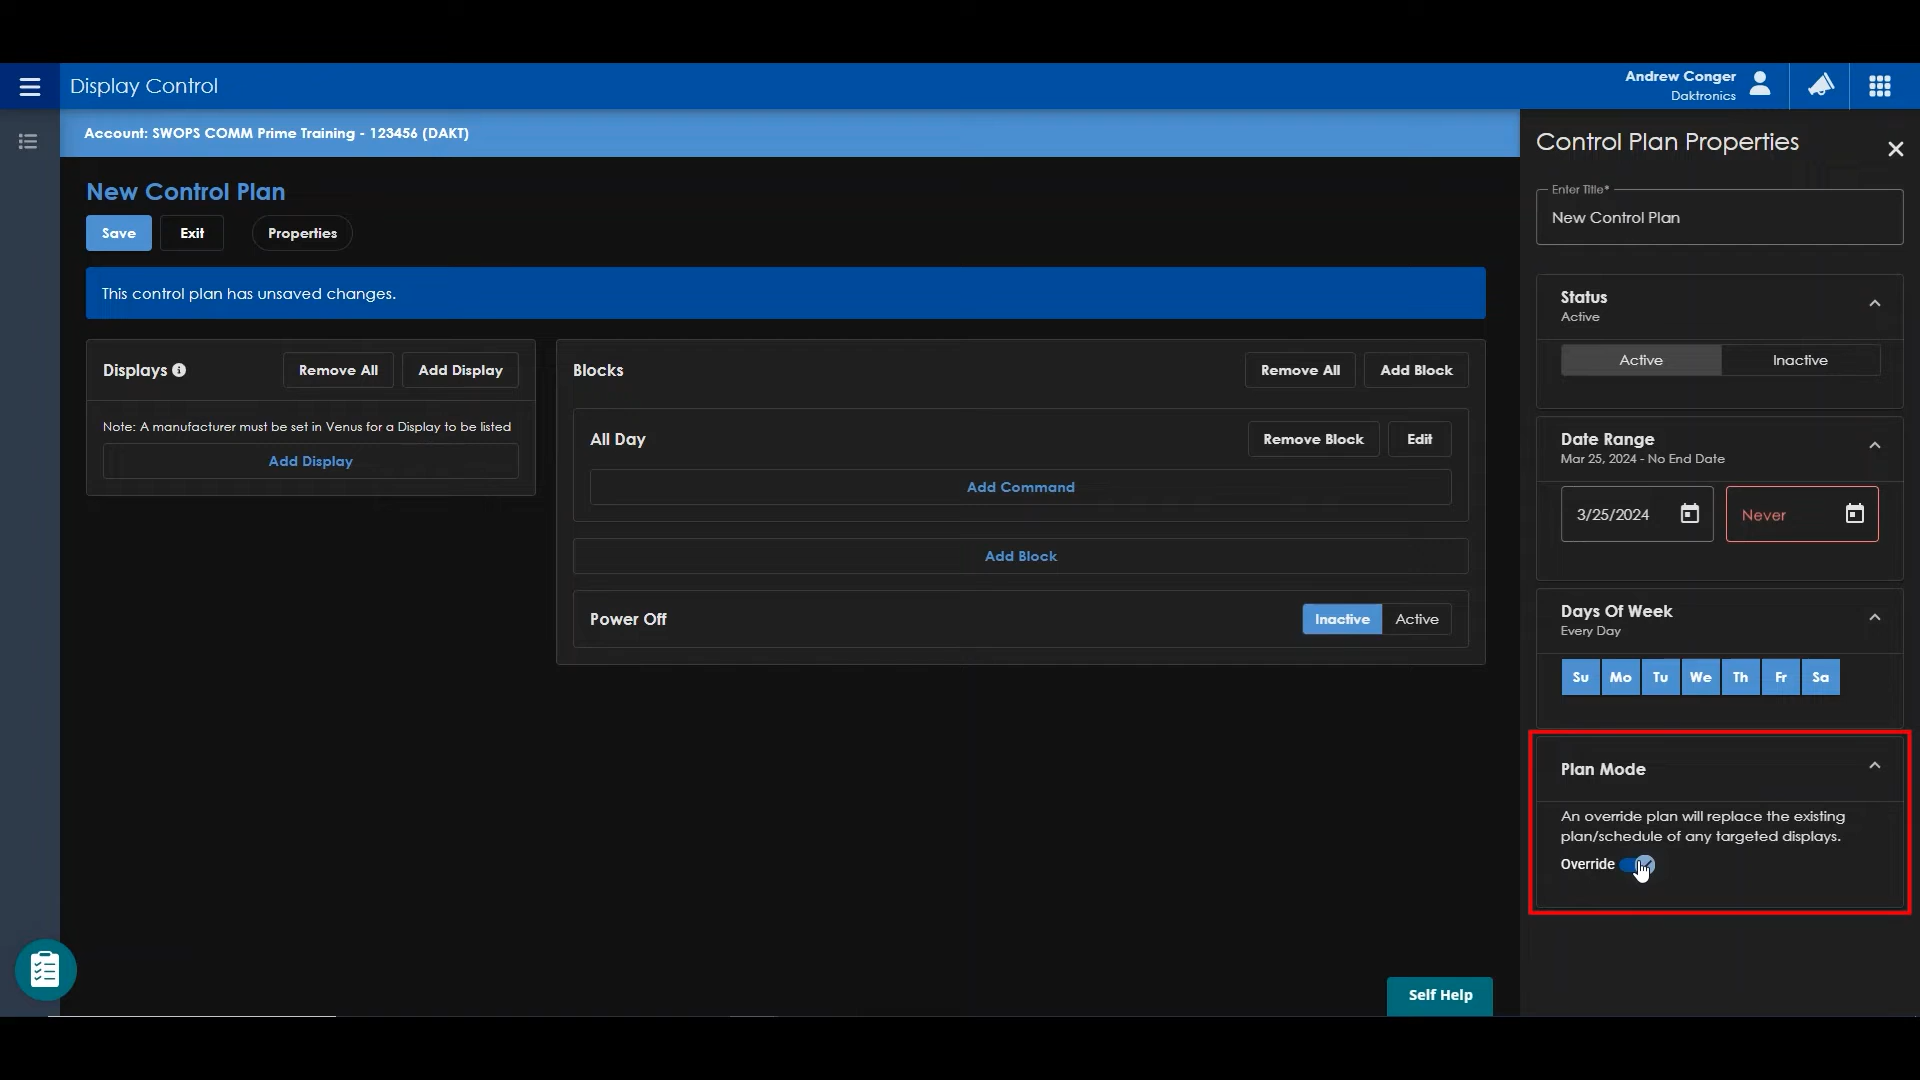 Display Control
Andrew Conger
Daktronics
Account: SWOPS COMM Prime Training - 123456 (DAKT)
New Control Plan
Save
Exit
Properties
This control plan has unsaved changes.
Displays
Remove All
Add Display
Note: A manufacturer must be set in Venus for a Display to be listed
Add Display
Blocks
Remove All
Add Block
All Day
Remove Block
Edit
Add Command
Add Block
Power Off
Inactive
Active
Self Help
Control Plan Properties
Enter Title*
New Control Plan
Status
Active
Active
Inactive
Date Range
Mar 25, 2024 - No End Date
3/25/2024
Never
Days Of Week
Every Day
Su Mo Tu We Th Fr Sa
Plan Mode
An override plan will replace the existing
plan/schedule of any targeted displays.
Override